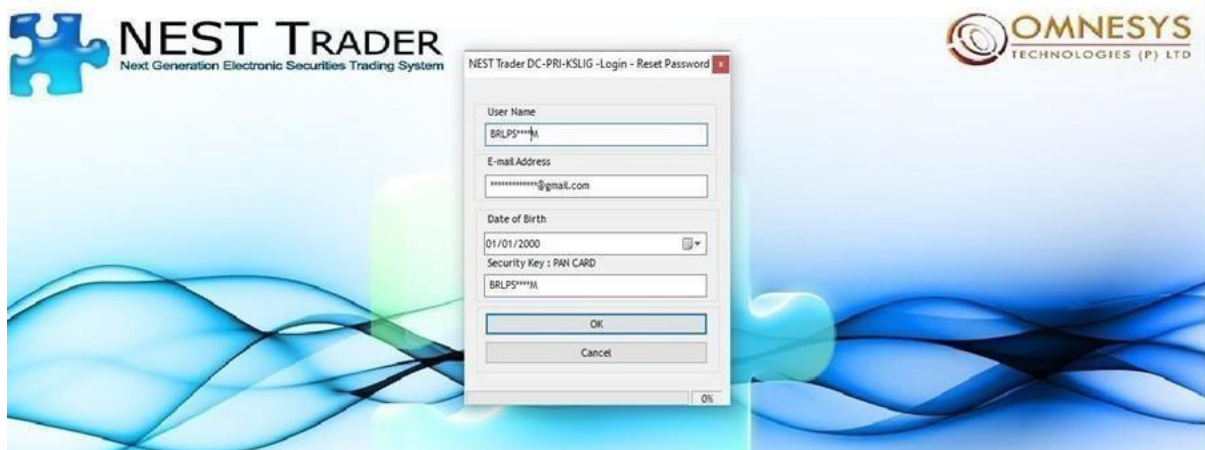 NEST TRADER
Next Generation Electronic Securities Trading System
OMNESYS
TECHNOLOGIES (P) LTD
NEST Trader DC-PRI-KSLIG -Login - Reset Password
x
User Name
BRLPS****M
E-mail Address
*************@gmail.com
Date of Birth
01/01/2000
Security Key : PAN CARD
BRLPS****M
OK
Cancel
0%